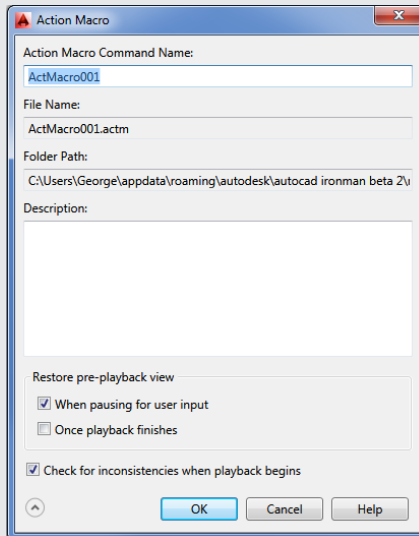 Action Macro
Action Macro Command Name:
ActMacro001
File Name:
ActMacro001.actm
Folder Path:
C:\Users\George\appdata\roaming\autodesk\autocad ironman beta 2\
Description:
Restore pre-playback view
When pausing for user input
Once playback finishes
Check for inconsistencies when playback begins
OK Cancel Help